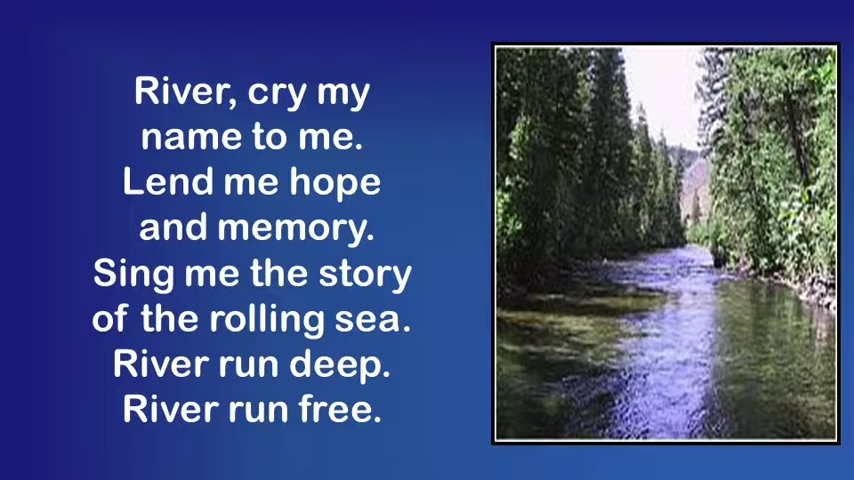 River, cry my
name to me.
Lend me hope
and memory.
Sing me the story
of the rolling sea.
River run deep.
River run free.